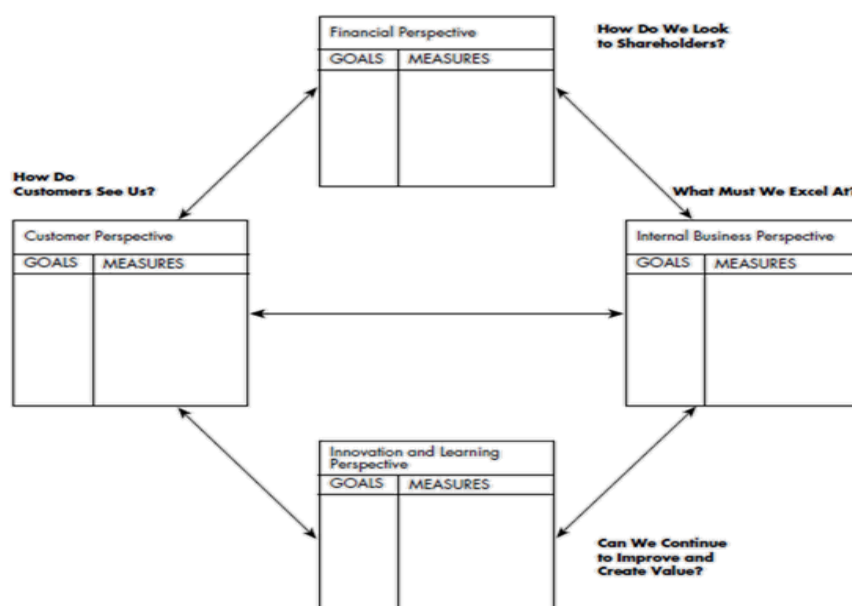 Financial Perspective
How Do We Look
to Shareholders?
GOALS MEASURES
How Do
Customers See Us?
What Must We Excel At?
Customer Perspective
Internal Business Perspective
GOALS MEASURES
GOALS MEASURES
Innovation and Learning
Perspective
GOALS MEASURES
Can We Continue
to Improve and
Create Value?